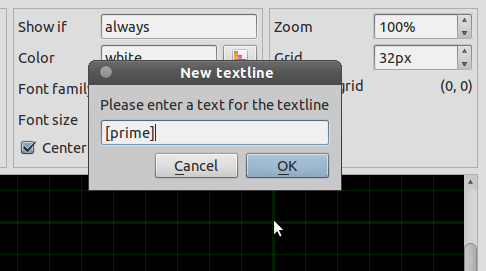 Show if always
Zoom 100%
Color white
Grid 32px
Font family
grid (0, 0)
Font size
Center
New textline
Please enter a text for the textline
[prime]
Cancel OK